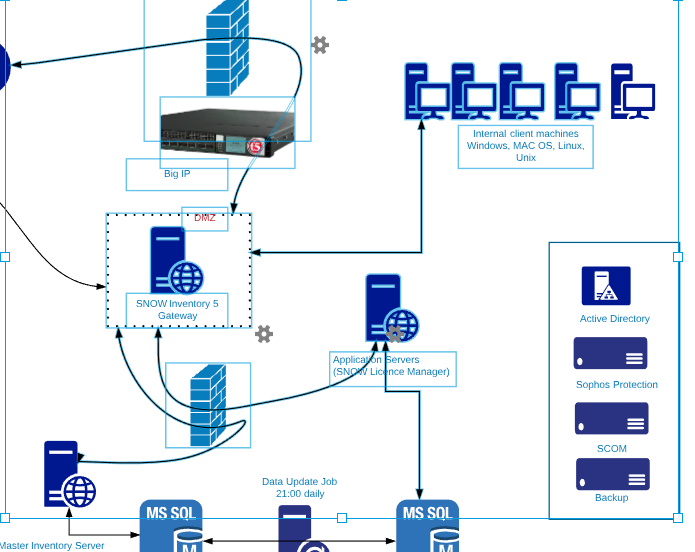 Internal client machines
Windows, MAC OS, Linux,
Unix
f5
Big IP
DMZ
SNOW Inventory 5
Gateway
Active Directory
Application Servers
(SNOW Licence Manager)
Sophos Protection
SCOM
Data Update Job
21:00 daily
Backup
MS SQL
M
MS SQL
M
Master Inventory Server